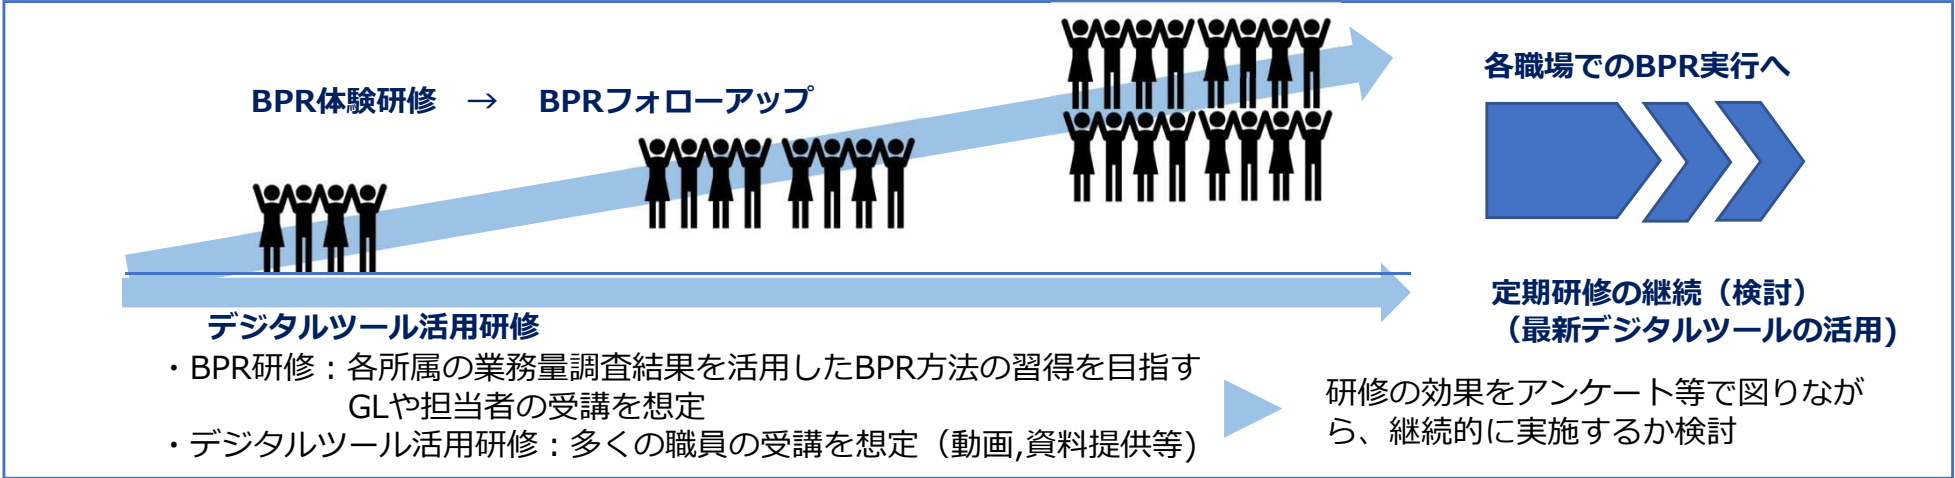 BPR体験研修　→　BPRフォローアップ
各職場でのBPR実行へ
デジタルツール活用研修
定期研修の継続（検討）
（最新デジタルツールの活用)
・BPR研修：各所属の業務量調査結果を活用したBPR方法の習得を目指す
GLや担当者の受講を想定
・デジタルツール活用研修：多くの職員の受講を想定（動画,資料提供等)
研修の効果をアンケート等で図りなが
ら、継続的に実施するか検討